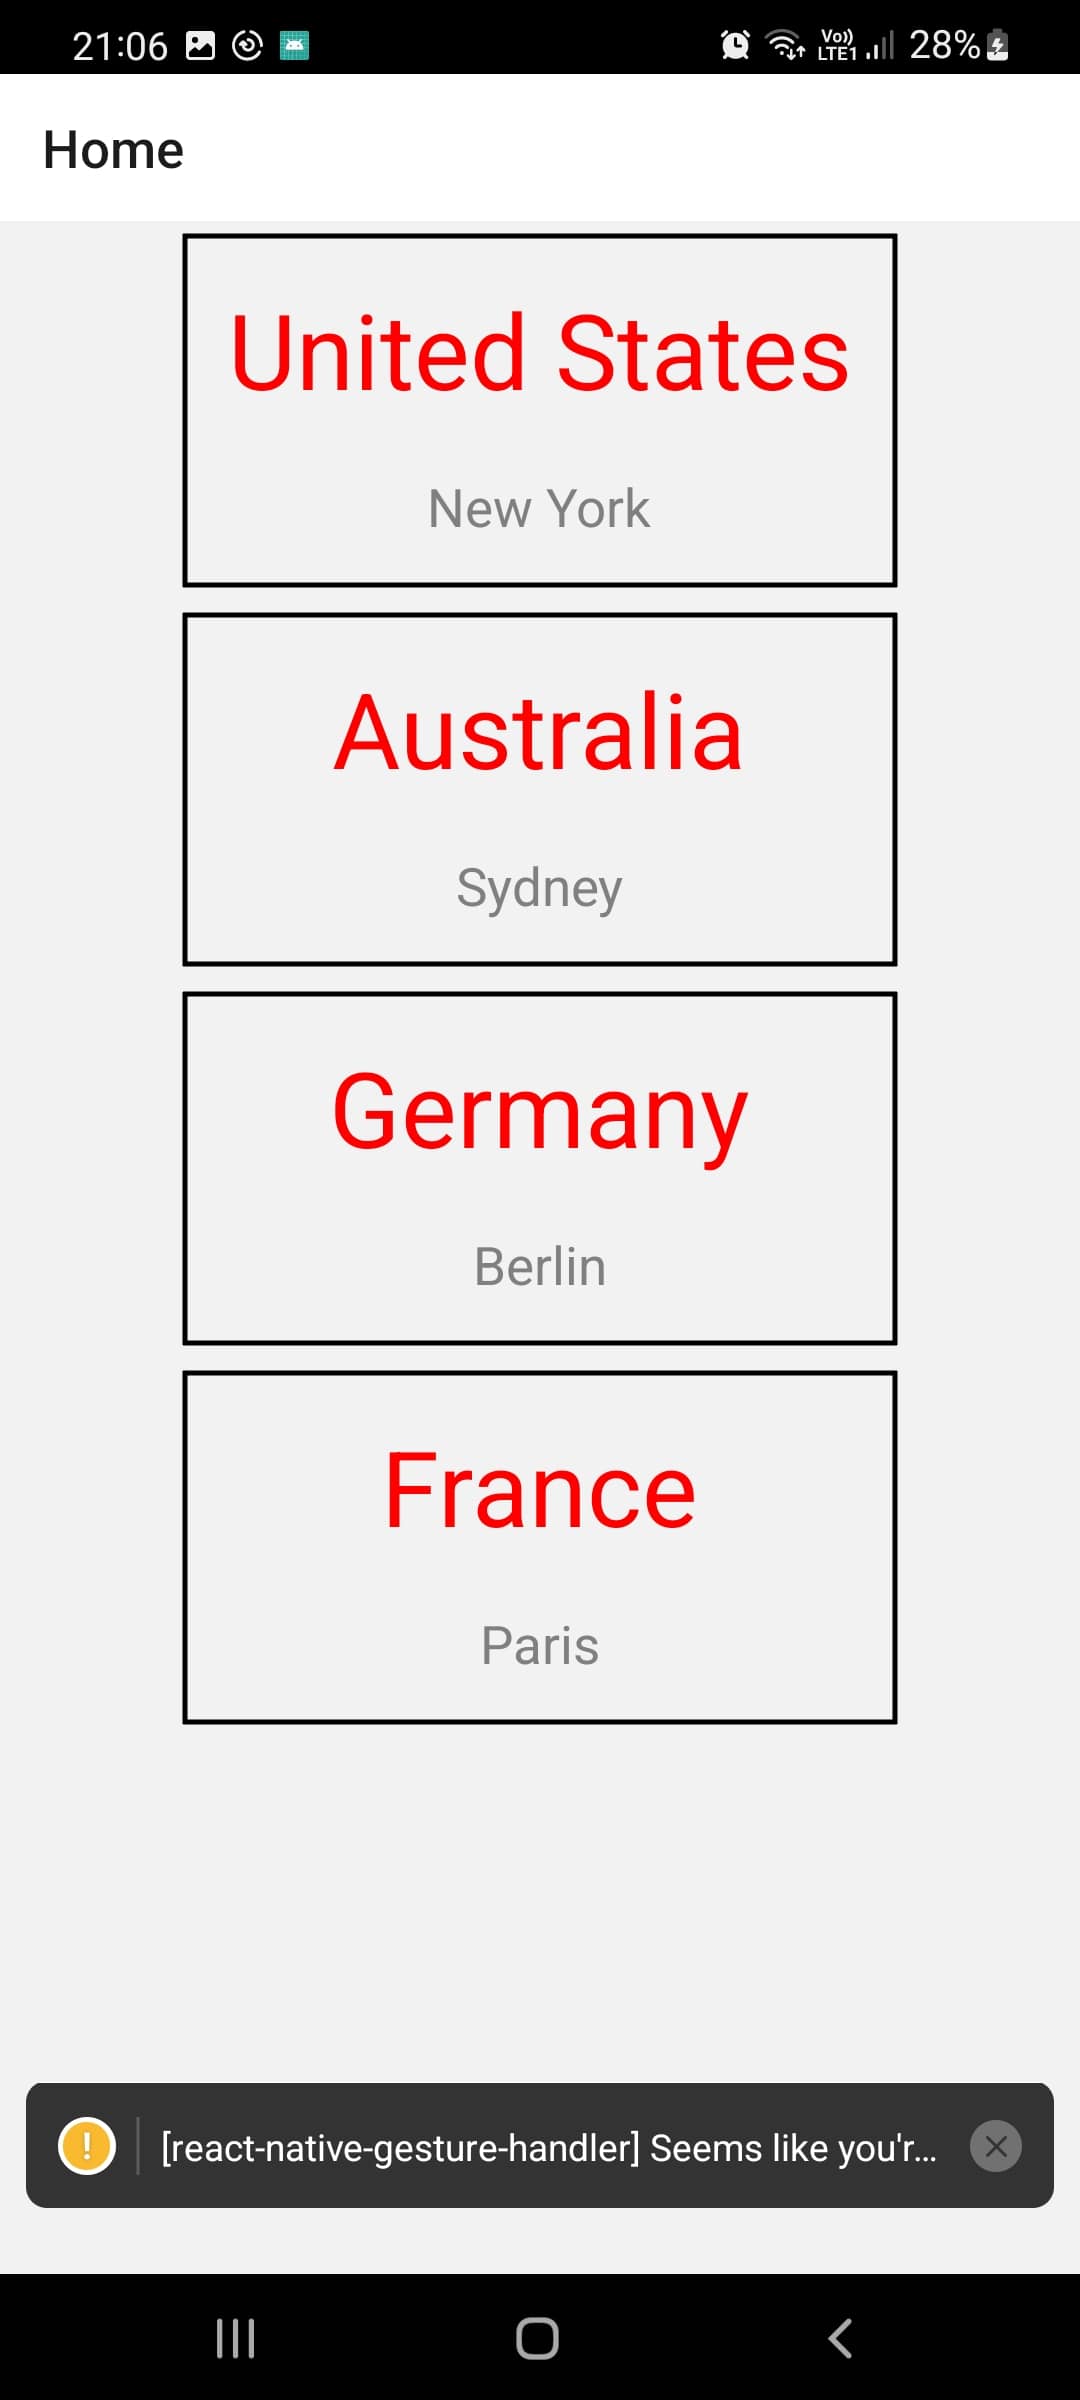 21:06
Vo)) LTE1 28%
Home
United States
New York
Australia
Sydney
Germany
Berlin
France
Paris
[react-native-gesture-handler] Seems like you'r...